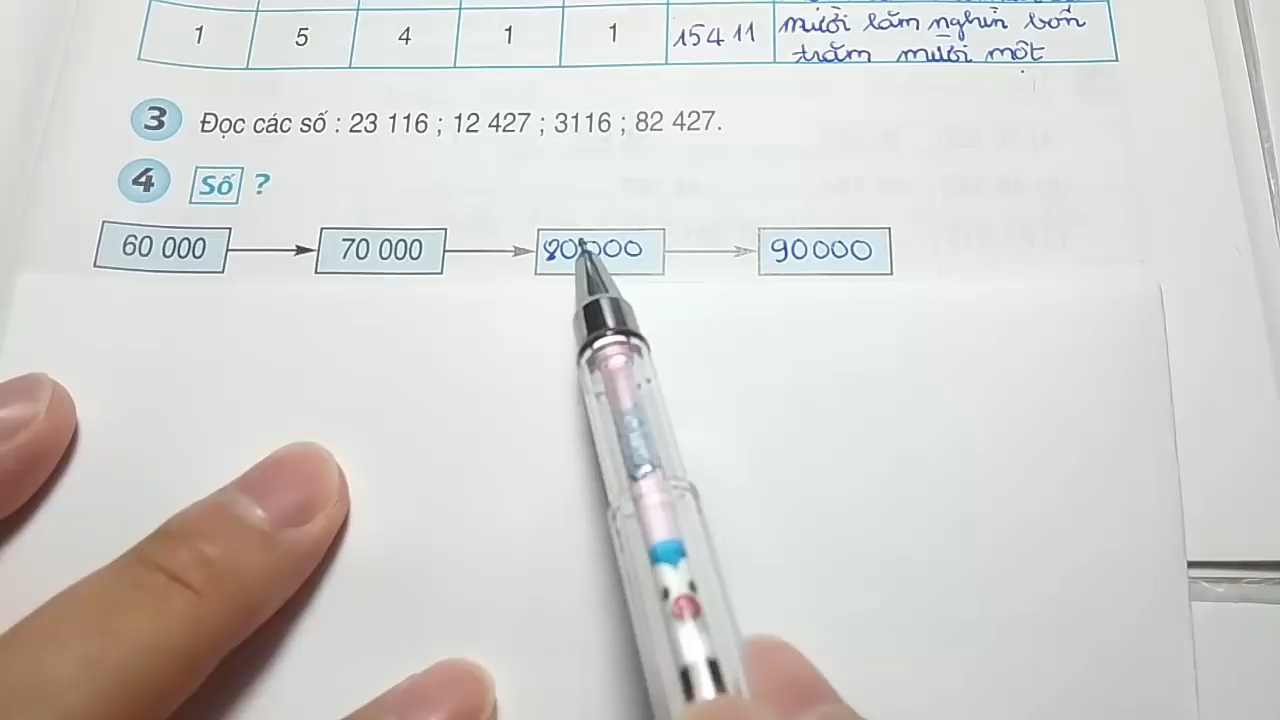 1 5 4 1 1 15411 mười lăm nghìn bốn
trăm mười một
3 Đọc các số : 23 116 ; 12 427 ; 3116 ; 82 427.
4 Số ?
60 000 70 000 80000 90000